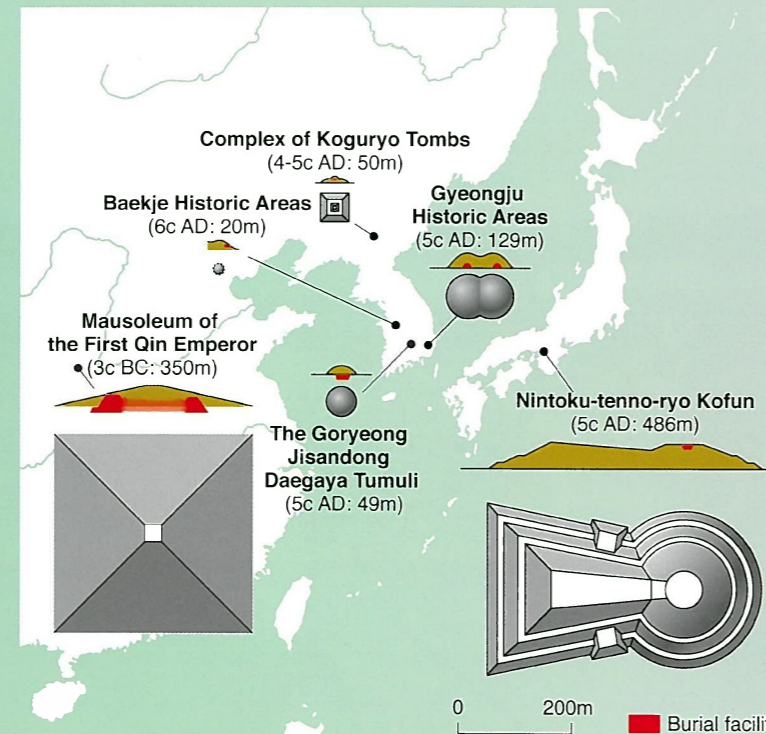 Complex of Koguryo Tombs
(4-5c AD: 50m)
Baekje Historic Areas
(6c AD: 20m)
Gyeongju
Historic Areas
(5c AD: 129m)
Mausoleum of
the First Qin Emperor
(3c BC: 350m)
The Goryeong
Jisandong
Daegaya Tumuli
(5c AD: 49m)
Nintoku-tenno-ryo Kofun
(5c AD: 486m)
0 200m
Burial facili